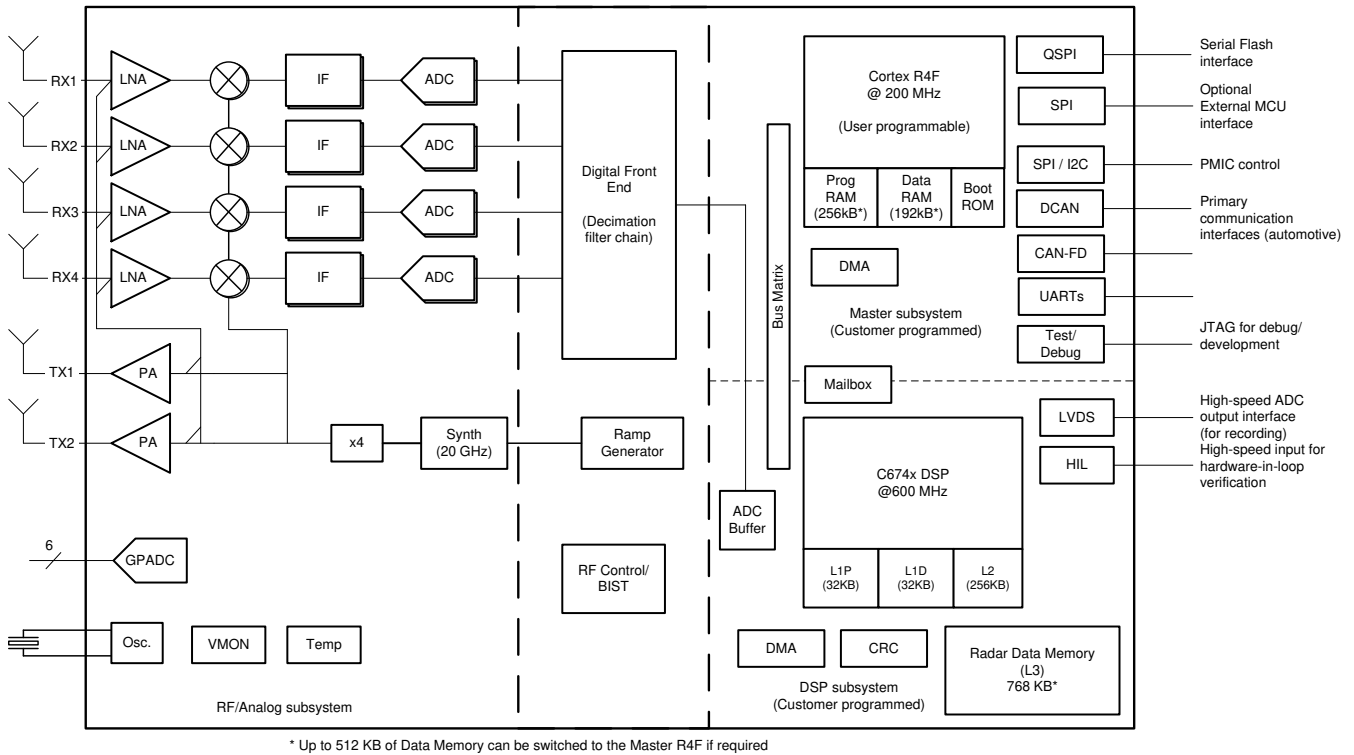 RX1
LNA
IF
ADC
RX2
LNA
IF
ADC
RX3
LNA
IF
ADC
RX4
LNA
IF
ADC
TX1
PA
TX2
PA
x4
Synth
(20 GHz)
Ramp
Generator
Digital Front
End
(Decimation
filter chain)
6
GPADC
RF Control/
BIST
Osc.
VMON
Temp
RF/Analog subsystem
Bus Matrix
ADC
Buffer
Cortex R4F
@ 200 MHz
(User programmable)
Prog
RAM
(256kB*)
Data
RAM
(192kB*)
Boot
ROM
DMA
Master subsystem
(Customer programmed)
Mailbox
QSPI
Serial Flash
interface
SPI
Optional
External MCU
interface
SPI / I2C
PMIC control
DCAN
Primary
communication
interfaces (automotive)
CAN-FD
UARTs
Test/
Debug
JTAG for debug/
development
LVDS
High-speed ADC
output interface
(for recording)
HIL
High-speed input for
hardware-in-loop
verification
C674x DSP
@600 MHz
L1P
(32KB)
L1D
(32KB)
L2
(256KB)
DMA
CRC
DSP subsystem
(Customer programmed)
Radar Data Memory
(L3)
768 KB*
* Up to 512 KB of Data Memory can be switched to the Master R4F if required